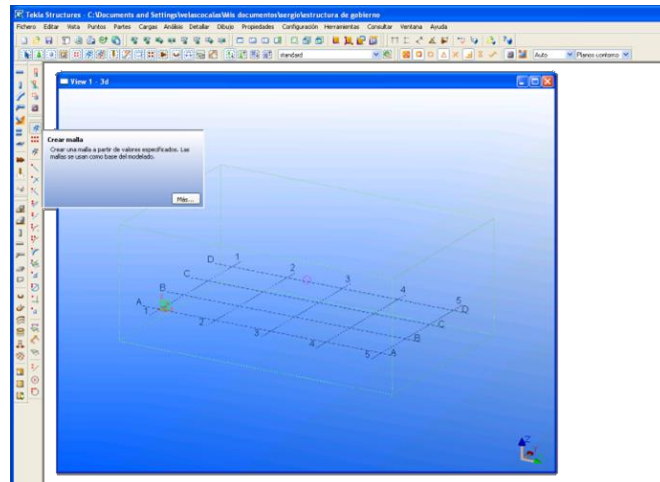 Tekla Structures - C:\Documents and Settings\velascocalas\Mis documentos\sergio\estructura de gobierno
Fichero Editar Vista Puntos Partes Cargas Análisis Detallar Dibujo Propiedades Configuración Herramientas Consultar Ventana Ayuda
standard Auto Planos contorno
View 1 - 3d
Crear malla
Crear una malla a partir de valores especificados. Las
mallas se usan como base del modelado.
Más...
D 1
C 2
B 3
A 4
1 5
2 D
3 C
4 B
5 A
Z